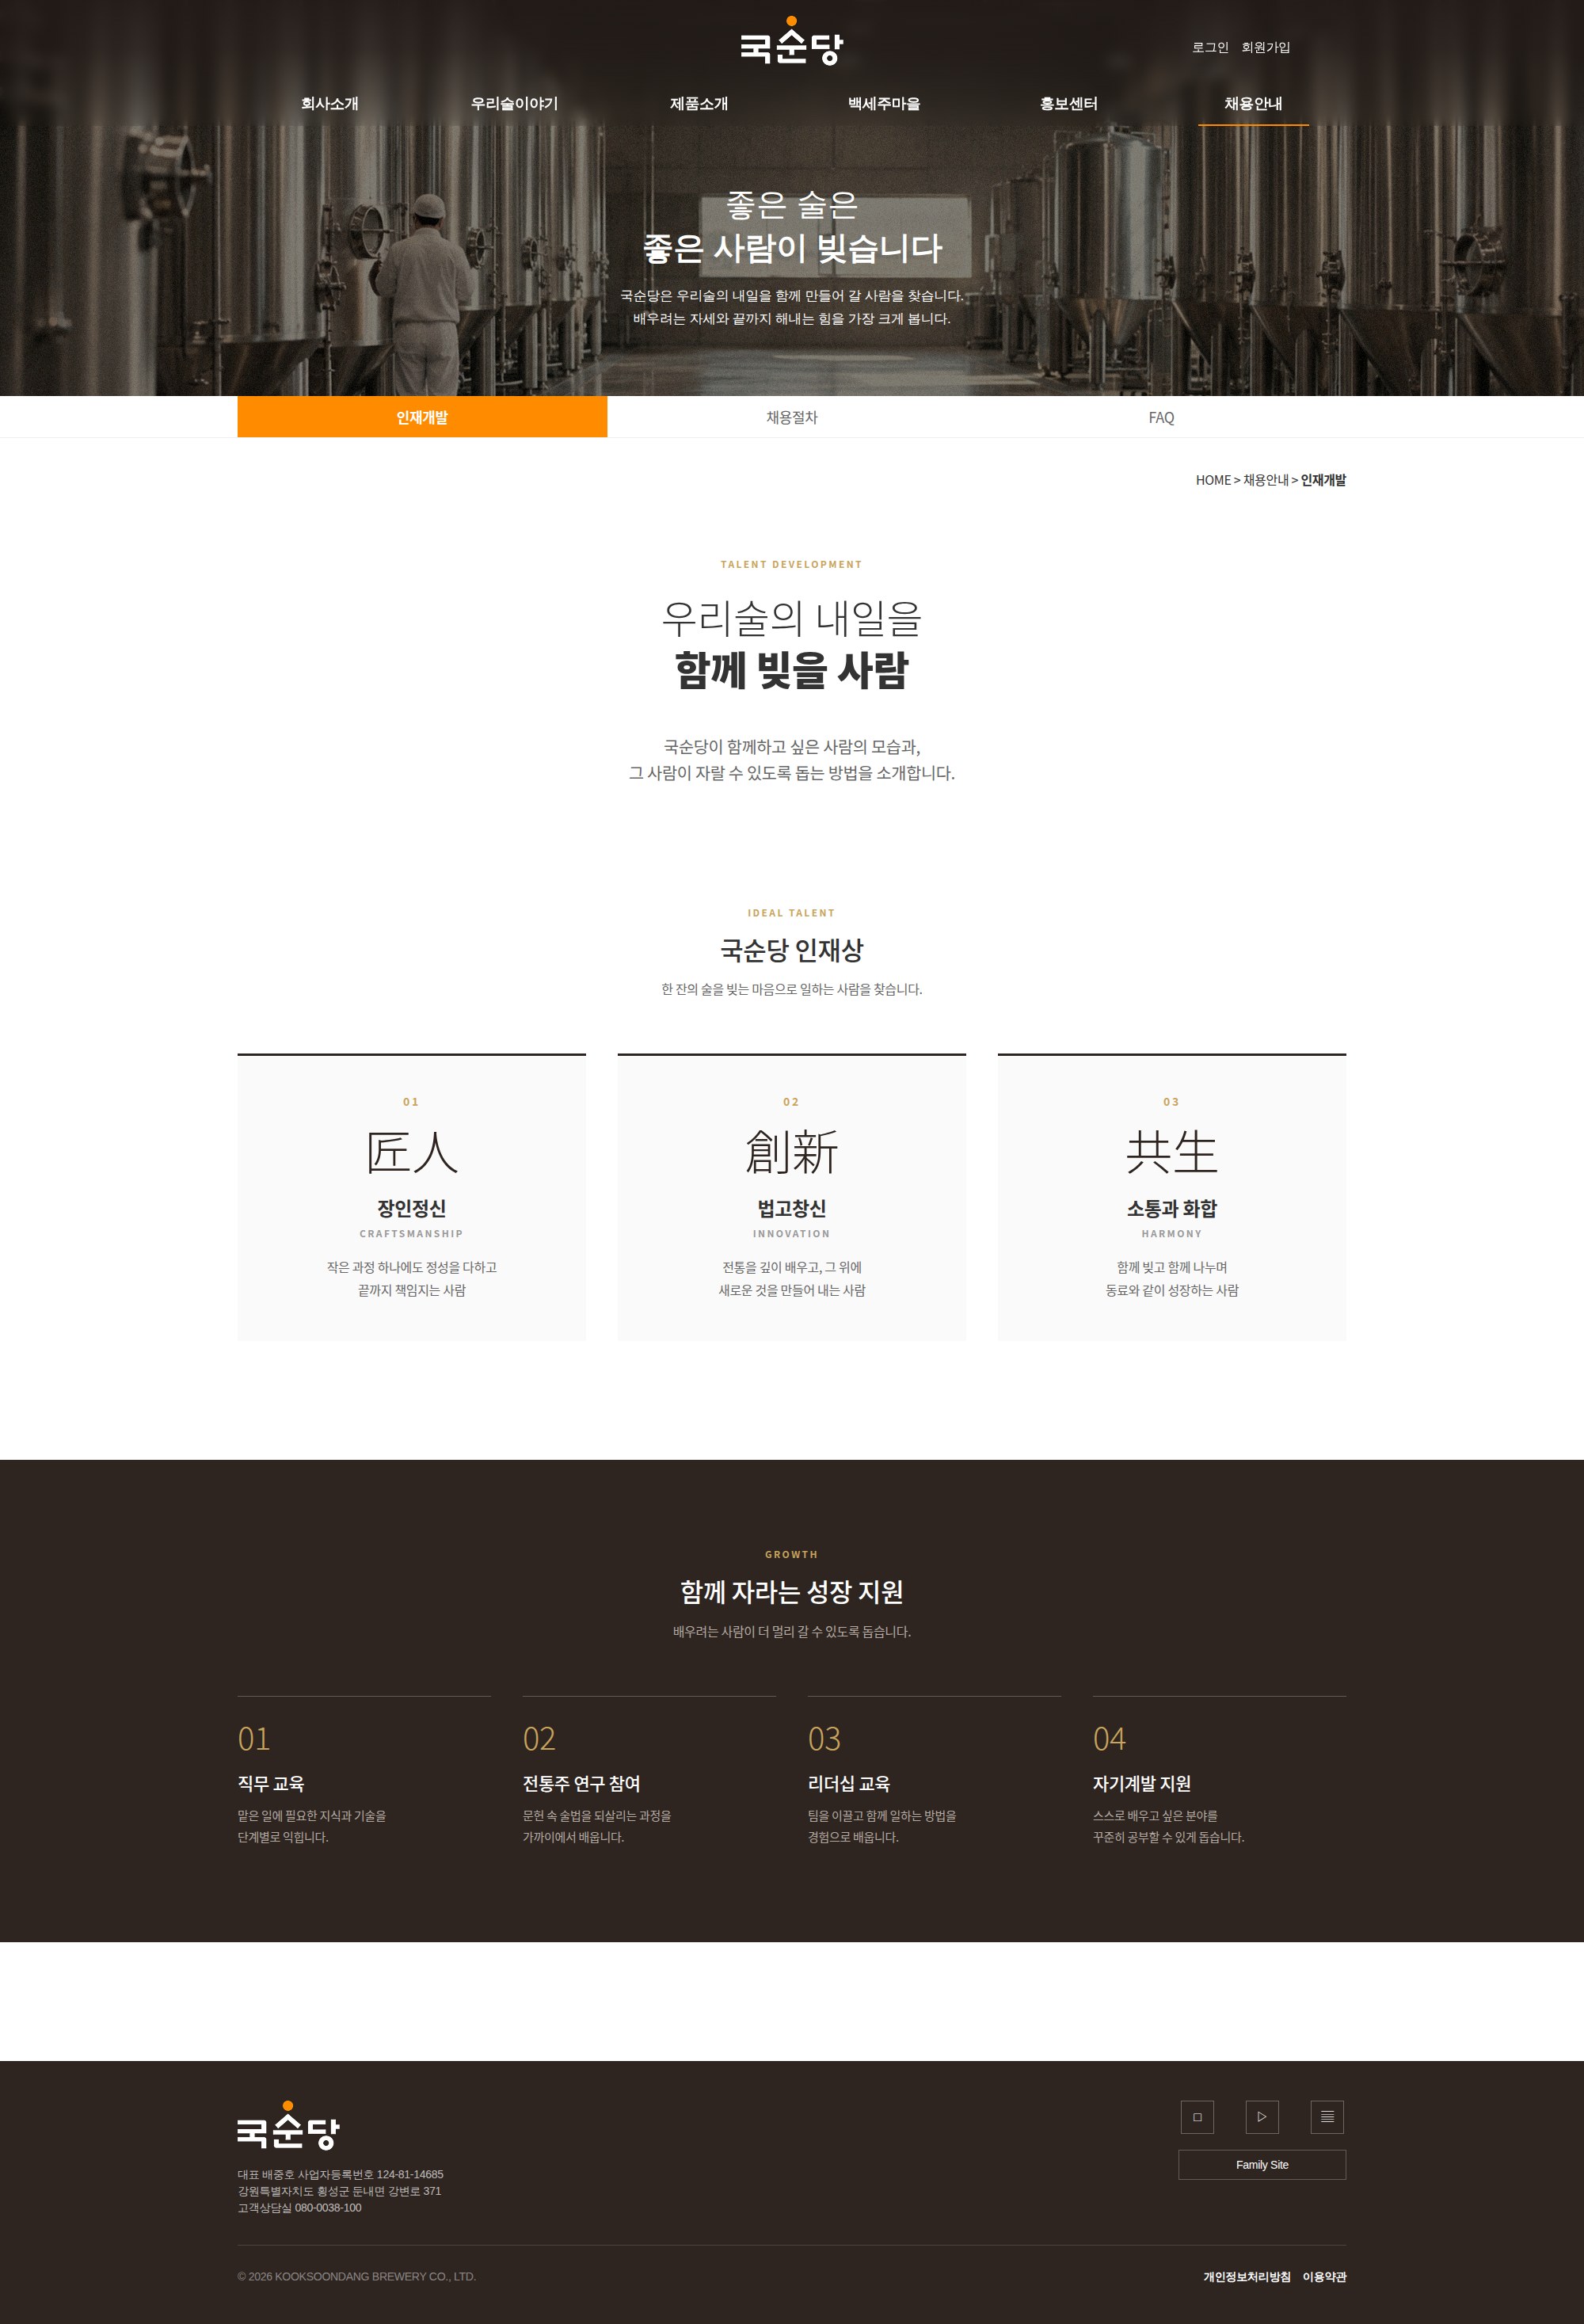 국순당
로그인 회원가입
회사소개 우리술이야기 제품소개 백세주마을 홍보센터 채용안내
좋은 술은
좋은 사람이 빚습니다
국순당은 우리술의 내일을 함께 만들어 갈 사람을 찾습니다.
배우려는 자세와 끝까지 해내는 힘을 가장 크게 봅니다.
인재개발 채용절차 FAQ
HOME > 채용안내 > 인재개발
TALENT DEVELOPMENT
우리술의 내일을
함께 빚을 사람
국순당이 함께하고 싶은 사람의 모습과,
그 사람이 자랄 수 있도록 돕는 방법을 소개합니다.
IDEAL TALENT
국순당 인재상
한 잔의 술을 빚는 마음으로 일하는 사람을 찾습니다.
01
匠人
장인정신
CRAFTSMANSHIP
작은 과정 하나에도 정성을 다하고
끝까지 책임지는 사람
02
創新
법고창신
INNOVATION
전통을 깊이 배우고, 그 위에
새로운 것을 만들어 내는 사람
03
共生
소통과 화합
HARMONY
함께 빚고 함께 나누며
동료와 같이 성장하는 사람
GROWTH
함께 자라는 성장 지원
배우려는 사람이 더 멀리 갈 수 있도록 돕습니다.
01
직무 교육
맡은 일에 필요한 지식과 기술을
단계별로 익힙니다.
02
전통주 연구 참여
문헌 속 술법을 되살리는 과정을
가까이에서 배웁니다.
03
리더십 교육
팀을 이끌고 함께 일하는 방법을
경험으로 배웁니다.
04
자기계발 지원
스스로 배우고 싶은 분야를
꾸준히 공부할 수 있게 돕습니다.
국순당
대표 배중호 사업자등록번호 124-81-14685
강원특별자치도 횡성군 둔내면 강변로 371
고객상담실 080-0038-100
Family Site
© 2026 KOOKSOONDANG BREWERY CO., LTD.
개인정보처리방침 이용약관